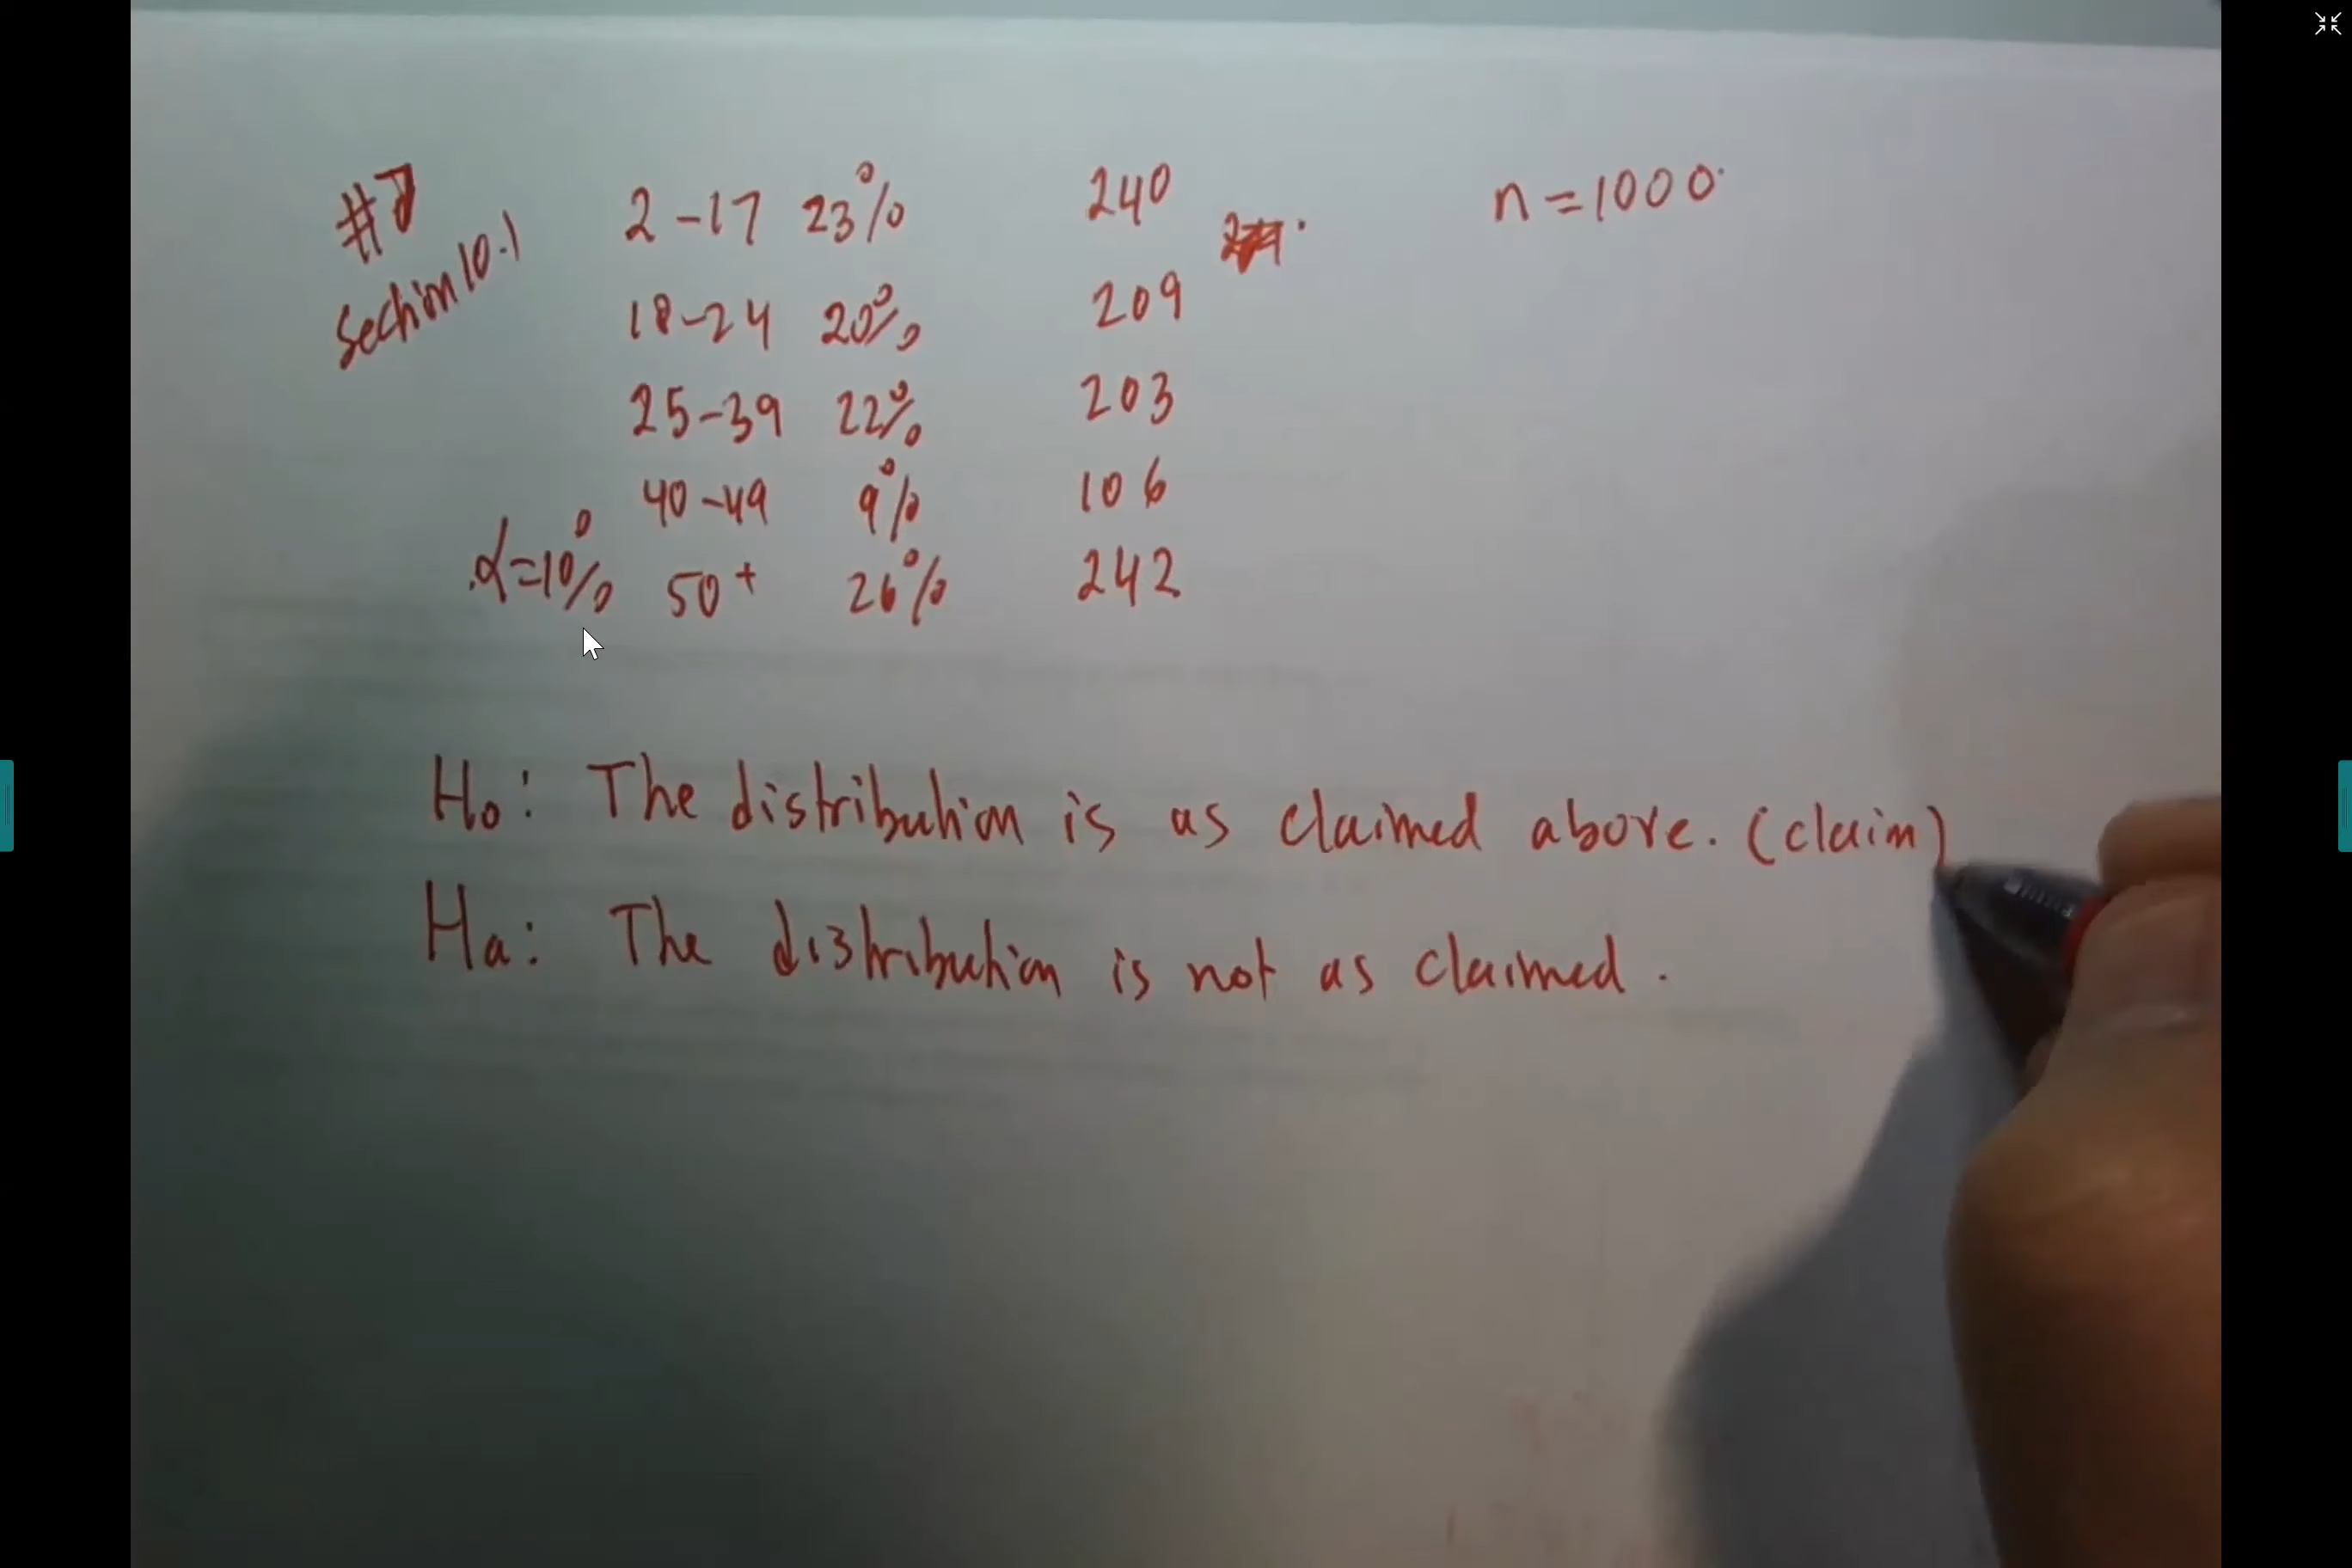 2-17 23% 240 n=1000
Section 10.1
18-24 20% 209
25-39 22% 203
40-49 9% 106
α=10% 50+ 26% 242
Ho: The distribution is as claimed above. (claim)
Ha: The distribution is not as claimed.